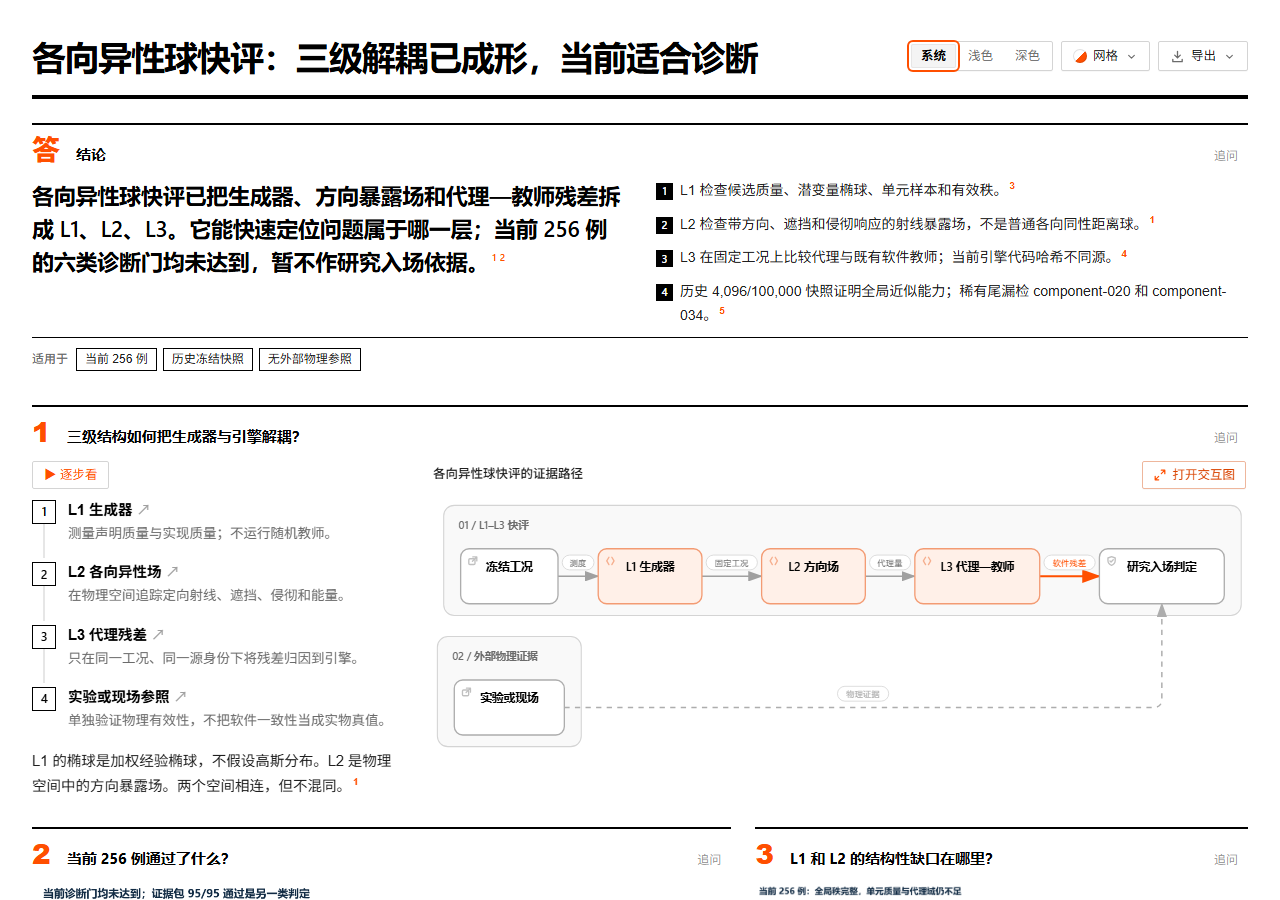 各向异性球快评：三级解耦已成形，当前适合诊断
系统 浅色 深色 网格 导出
答 结论 追问
各向异性球快评已把生成器、方向暴露场和代理—教师残差拆
成 L1、L2、L3。它能快速定位问题属于哪一层；当前 256 例
的六类诊断门均未达到，暂不作研究入场依据。 1 2
1 L1 检查候选质量、潜变量椭球、单元样本和有效秩。 3
2 L2 检查带方向、遮挡和侵彻响应的射线暴露场，不是普通各向同性距离球。 1
3 L3 在固定工况上比较代理与既有软件教师；当前引擎代码哈希不同源。 4
4 历史 4,096/100,000 快照证明全局近似能力；稀有尾漏检 component-020 和 component-
034。 5
适用于 当前 256 例 历史冻结快照 无外部物理参照
1 三级结构如何把生成器与引擎解耦？ 追问
逐步看
1 L1 生成器 ↗
测量声明质量与实现质量；不运行随机教师。
2 L2 各向异性场 ↗
在物理空间追踪定向射线、遮挡、侵彻和能量。
3 L3 代理残差 ↗
只在同一工况、同一源身份下将残差归因到引擎。
4 实验或现场参照 ↗
单独验证物理有效性，不把软件一致性当成实物真值。
L1 的椭球是加权经验椭球，不假设高斯分布。L2 是物理
空间中的方向暴露场。两个空间相连，但不混同。 1
各向异性球快评的证据路径
打开交互图
01 / L1–L3 快评
冻结工况 测度 L1 生成器 固定工况 L2 方向场 代理量 L3 代理—教师 软件残差 研究入场判定
02 / 外部物理证据
实验或现场 物理证据
2 当前 256 例通过了什么？ 追问
当前诊断门均未达到；证据包 95/95 通过是另一类判定
3 L1 和 L2 的结构性缺口在哪里？ 追问
当前 256 例：全局秩完整，单元质量与代理域仍不足